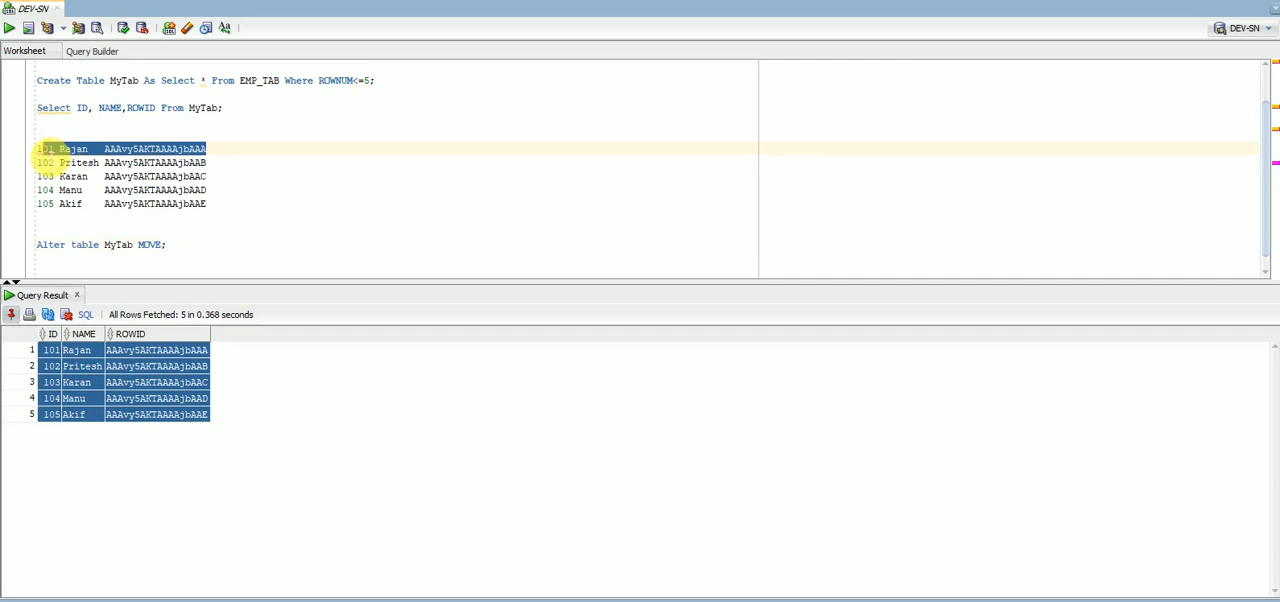 DEV-SN
DEV-SN
Worksheet Query Builder
Create Table MyTab As Select * From EMP_TAB Where ROWNUM<=5;
Select ID, NAME,ROWID From MyTab;
101 Rajan AAAvy5AKTAAAAjbAAA
102 Pritesh AAAvy5AKTAAAAjbAAB
103 Karan AAAvy5AKTAAAAjbAAC
104 Manu AAAvy5AKTAAAAjbAAD
105 Akif AAAvy5AKTAAAAjbAAE
Alter table MyTab MOVE;
Query Result x
SQL | All Rows Fetched: 5 in 0.368 seconds
ID NAME ROWID
1 101 Rajan AAAvy5AKTAAAAjbAAA
2 102 Pritesh AAAvy5AKTAAAAjbAAB
3 103 Karan AAAvy5AKTAAAAjbAAC
4 104 Manu AAAvy5AKTAAAAjbAAD
5 105 Akif AAAvy5AKTAAAAjbAAE